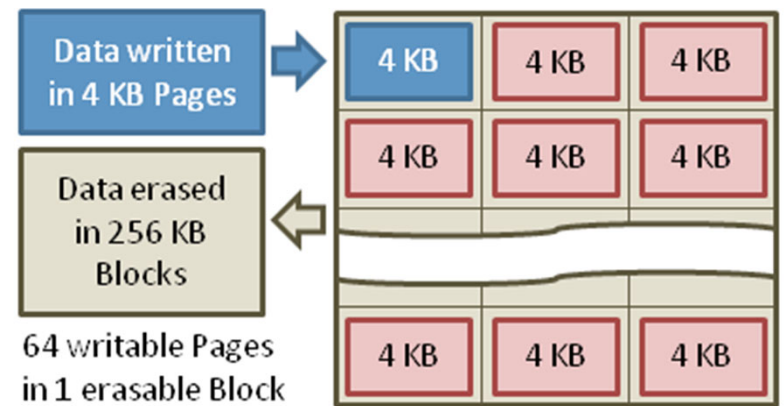 Data written
in 4 KB Pages
4 KB 4 KB 4 KB
4 KB 4 KB 4 KB
Data erased
in 256 KB
Blocks
4 KB 4 KB 4 KB
64 writable Pages
in 1 erasable Block